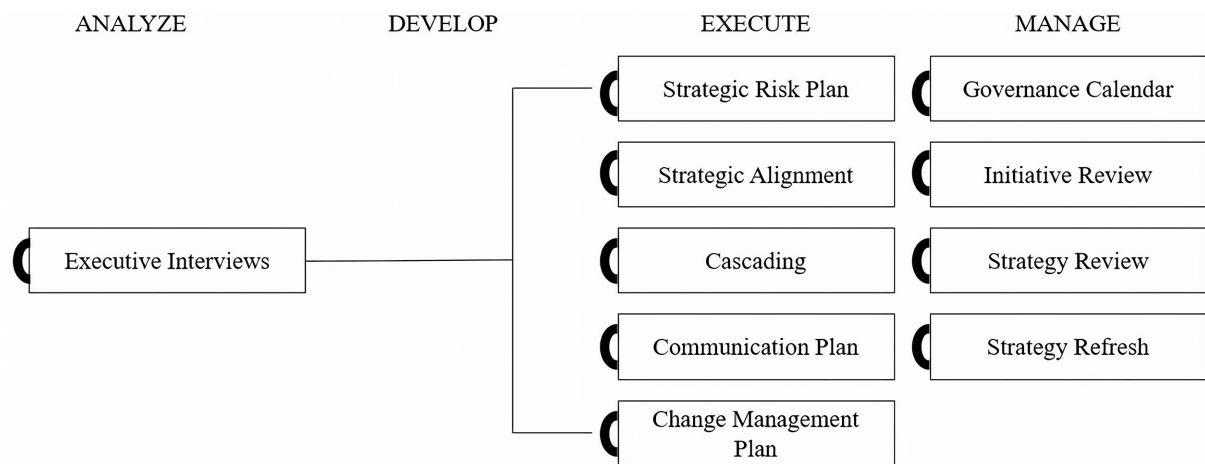 ANALYZE
DEVELOP
EXECUTE
MANAGE
Executive Interviews
Strategic Risk Plan
Strategic Alignment
Cascading
Communication Plan
Change Management
Plan
Governance Calendar
Initiative Review
Strategy Review
Strategy Refresh